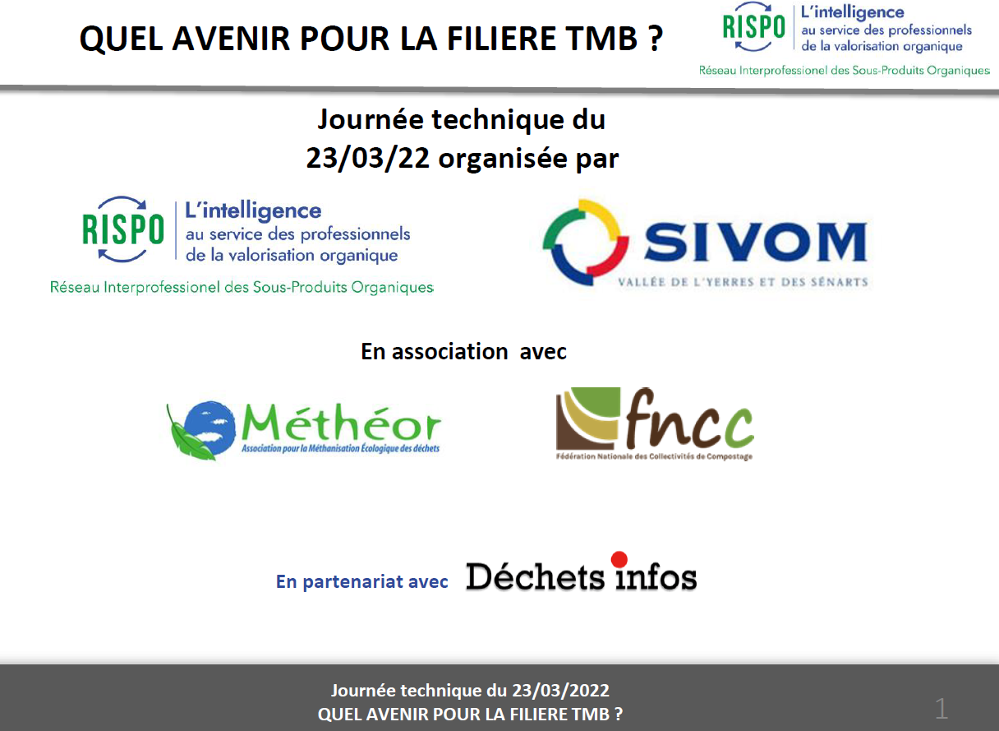 QUEL AVENIR POUR LA FILIERE TMB ?
RISPO
L'intelligence
au service des professionnels
de la valorisation organique
Réseau Interprofessionel des Sous-Produits Organiques
Journée technique du
23/03/22 organisée par
RISPO
L'intelligence
au service des professionnels
de la valorisation organique
Réseau Interprofessionel des Sous-Produits Organiques
SIVOM
VALLÉE DE L'YERRES ET DES SÉNARTS
En association avec
Méthéor
Association pour la Méthanisation Écologique des déchets
fncc
Fédération Nationale des Collectivités de Compostage
En partenariat avec
Déchets infos
Journée technique du 23/03/2022
QUEL AVENIR POUR LA FILIERE TMB ?
1